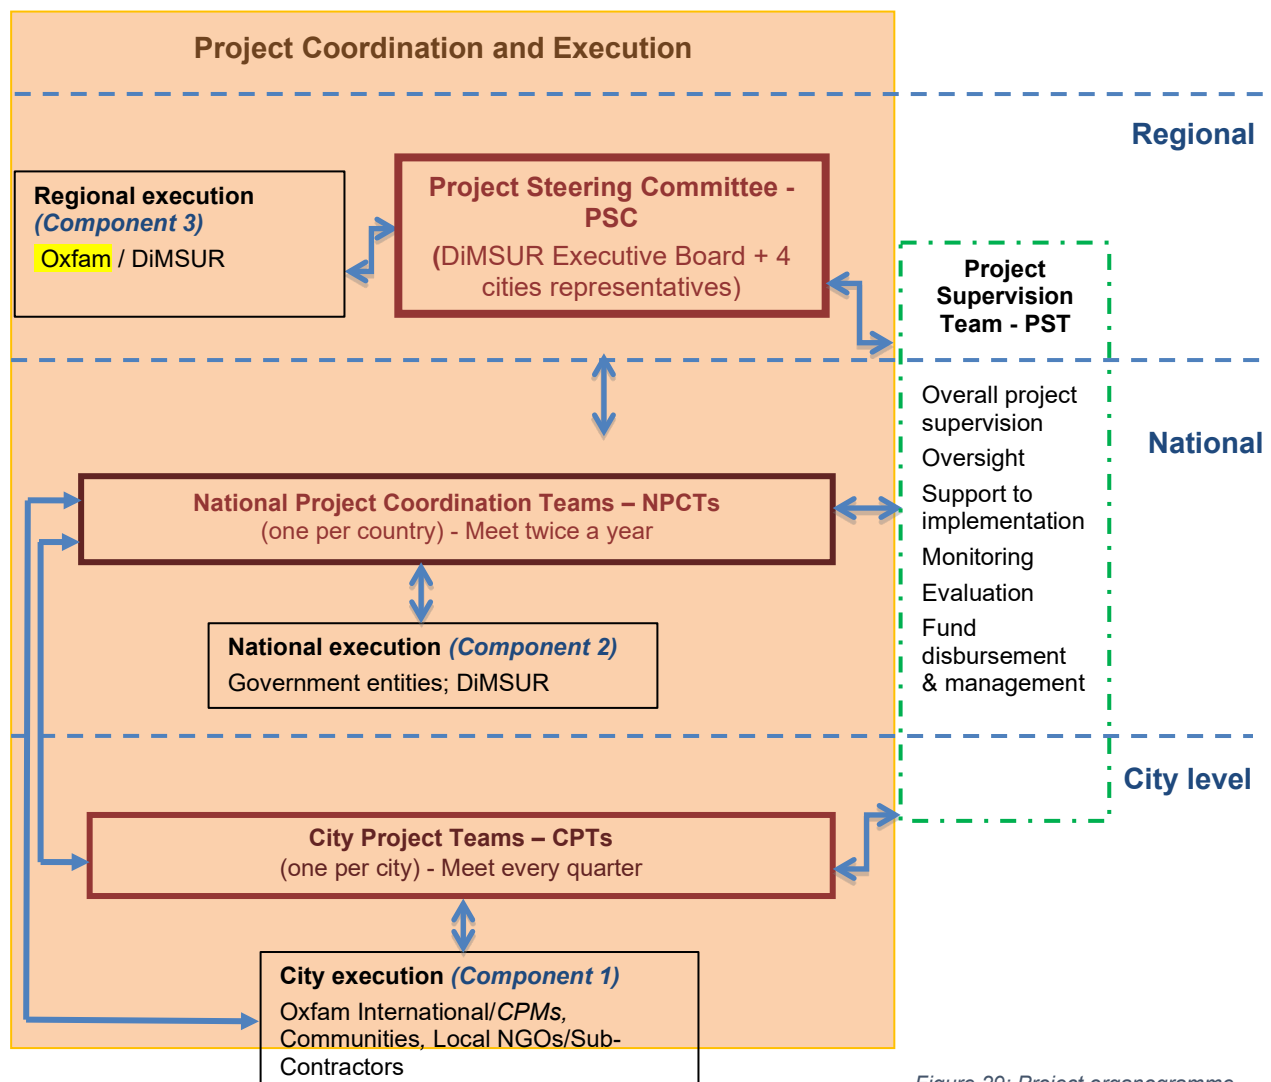 Project Coordination and Execution
Regional
Regional execution
(Component 3)
Oxfam / DiMSUR
Project Steering Committee -
PSC
(DiMSUR Executive Board + 4
cities representatives)
Project
Supervision
Team - PST
Overall project
supervision
Oversight
Support to
implementation
Monitoring
Evaluation
Fund
disbursement
& management
National
National Project Coordination Teams – NPCTs
(one per country) - Meet twice a year
National execution (Component 2)
Government entities; DiMSUR
City level
City Project Teams – CPTs
(one per city) - Meet every quarter
City execution (Component 1)
Oxfam International/CPMs,
Communities, Local NGOs/Sub-
Contractors
Figure 29: Project organogramme